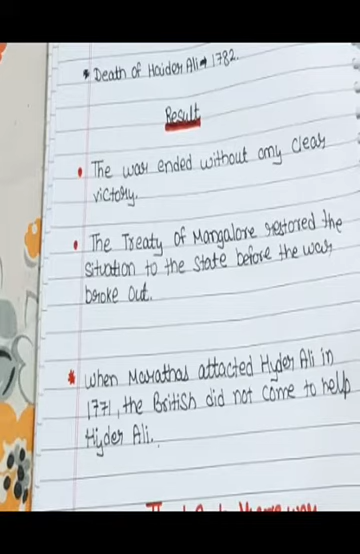 * Death of Haider Ali → 1782.
Result
• The war ended without any clear
victory.
• The Treaty of Mangalore restored the
situation to the state before the war
broke out.
* When Marathas attacted Hyder Ali in
1771, the British did not come to help
Hyder Ali.